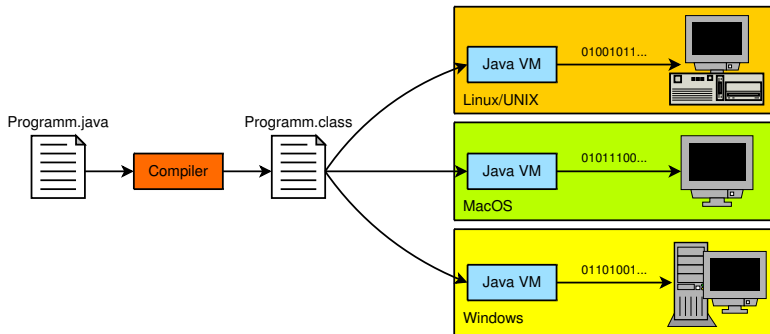 Programm.java
Compiler
Programm.class
Java VM
01001011...
Linux/UNIX
Java VM
01011100...
MacOS
Java VM
01101001...
Windows